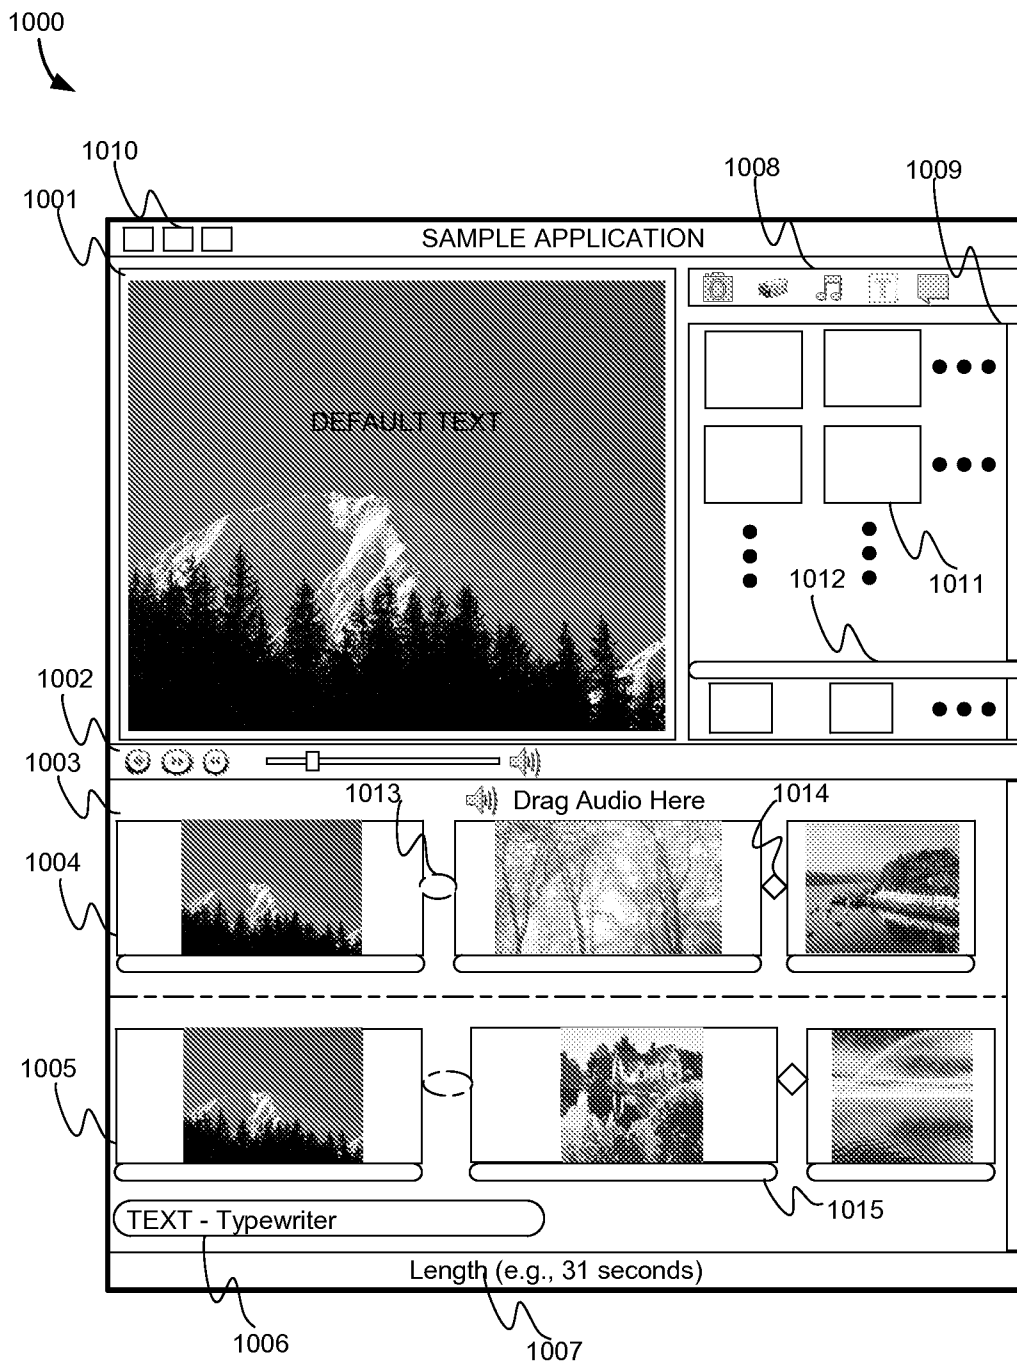 1000
1010
1001
1008
1009
SAMPLE APPLICATION
T
DEFAULT TEXT
1011
1012
1002
1003
1013
Drag Audio Here
1014
1004
1005
1015
TEXT - Typewriter
Length (e.g., 31 seconds)
1006
1007